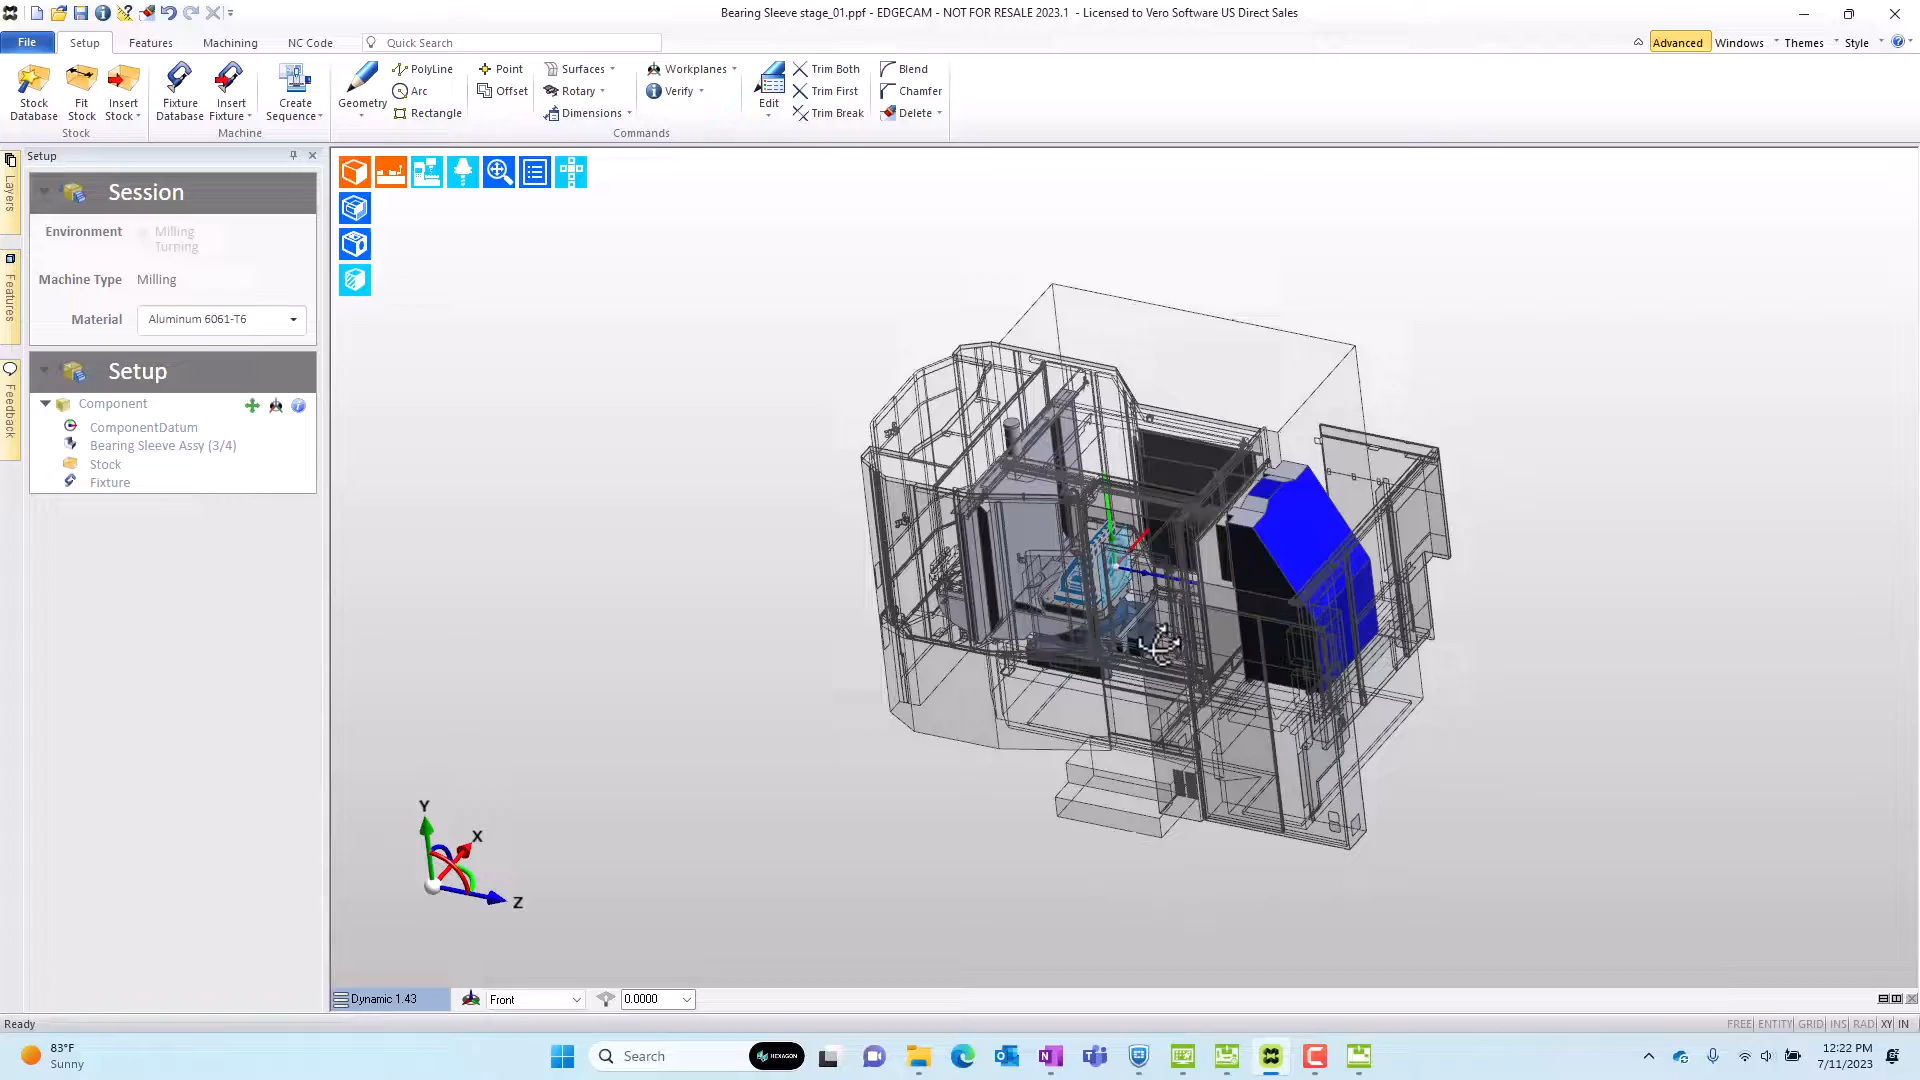 Bearing Sleeve stage_01.ppf - EDGECAM - NOT FOR RESALE 2023.1 - Licensed to Vero Software US Direct Sales
File
Setup
Features
Machining
NC Code
Quick Search
Advanced
Windows
Themes
Style
Stock Database
Fit Stock
Insert Stock
Stock
Fixture Database
Insert Fixture
Create Sequence
Machine
Geometry
PolyLine
Arc
Rectangle
Point
Offset
Surfaces
Rotary
Dimensions
Workplanes
Verify
Edit
Trim Both
Trim First
Trim Break
Blend
Chamfer
Delete
Commands
Layers
Features
Feedback
Setup
Session
Environment
Milling
Turning
Machine Type
Milling
Material
Aluminum 6061-T6
Setup
Component
ComponentDatum
Bearing Sleeve Assy (3/4)
Stock
Fixture
Y
X
Z
Dynamic 1.43
Front
0.0000
Ready
FREE ENTITY GRID INS RAD XY IN
83°F
Sunny
Search
HEXAGON
12:22 PM
7/11/2023